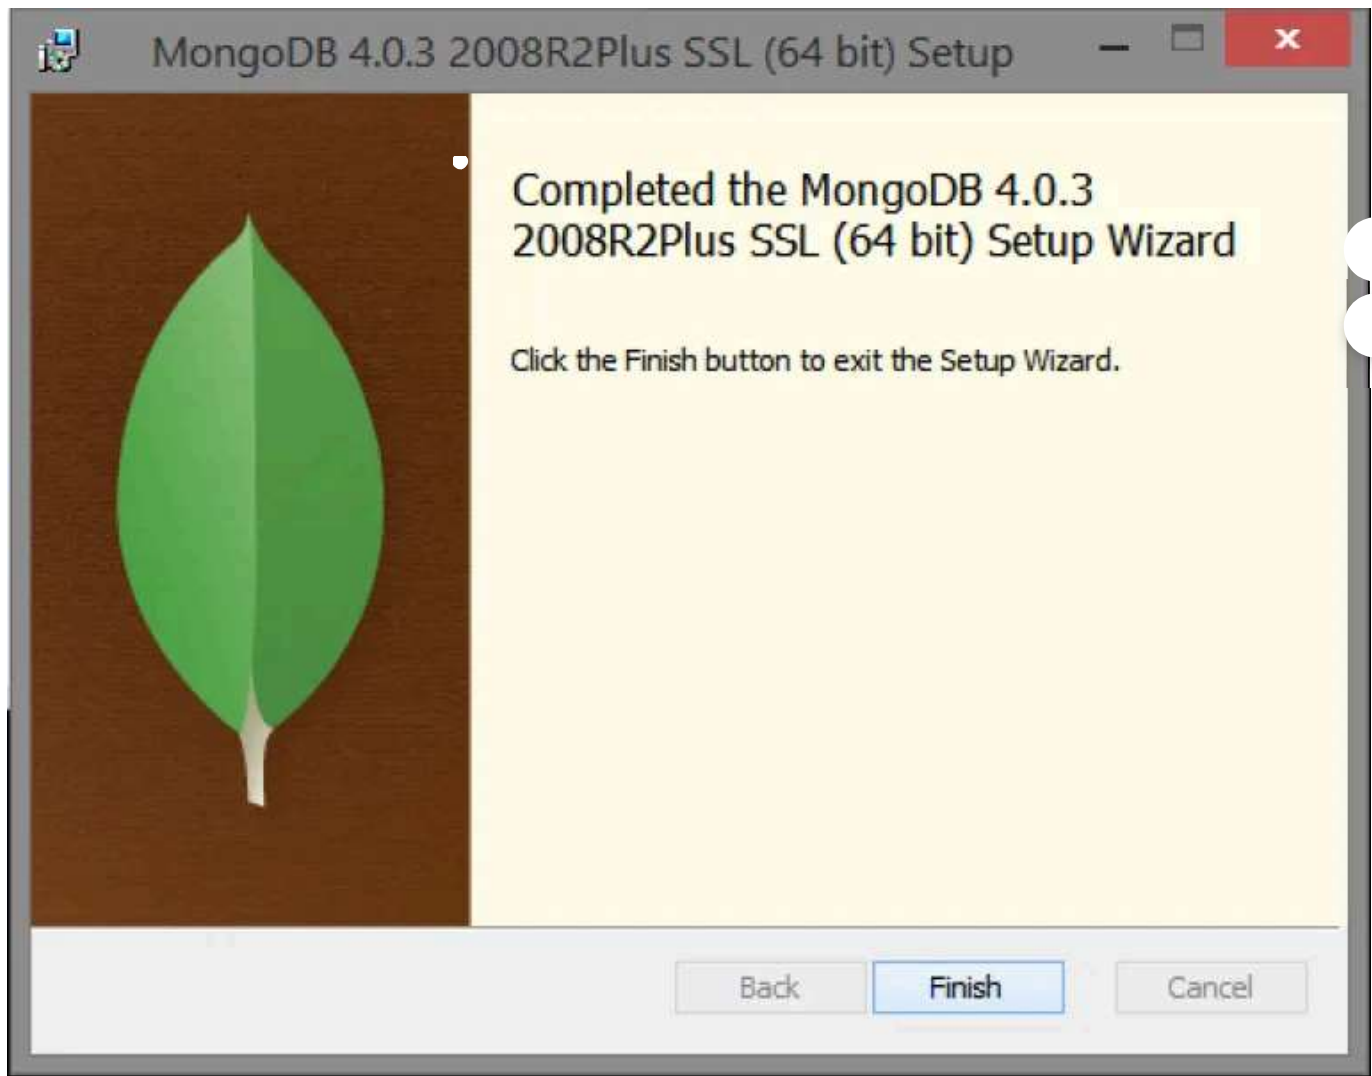 MongoDB 4.0.3 2008R2Plus SSL (64 bit) Setup
Completed the MongoDB 4.0.3
2008R2Plus SSL (64 bit) Setup Wizard
Click the Finish button to exit the Setup Wizard.
Back
Finish
Cancel